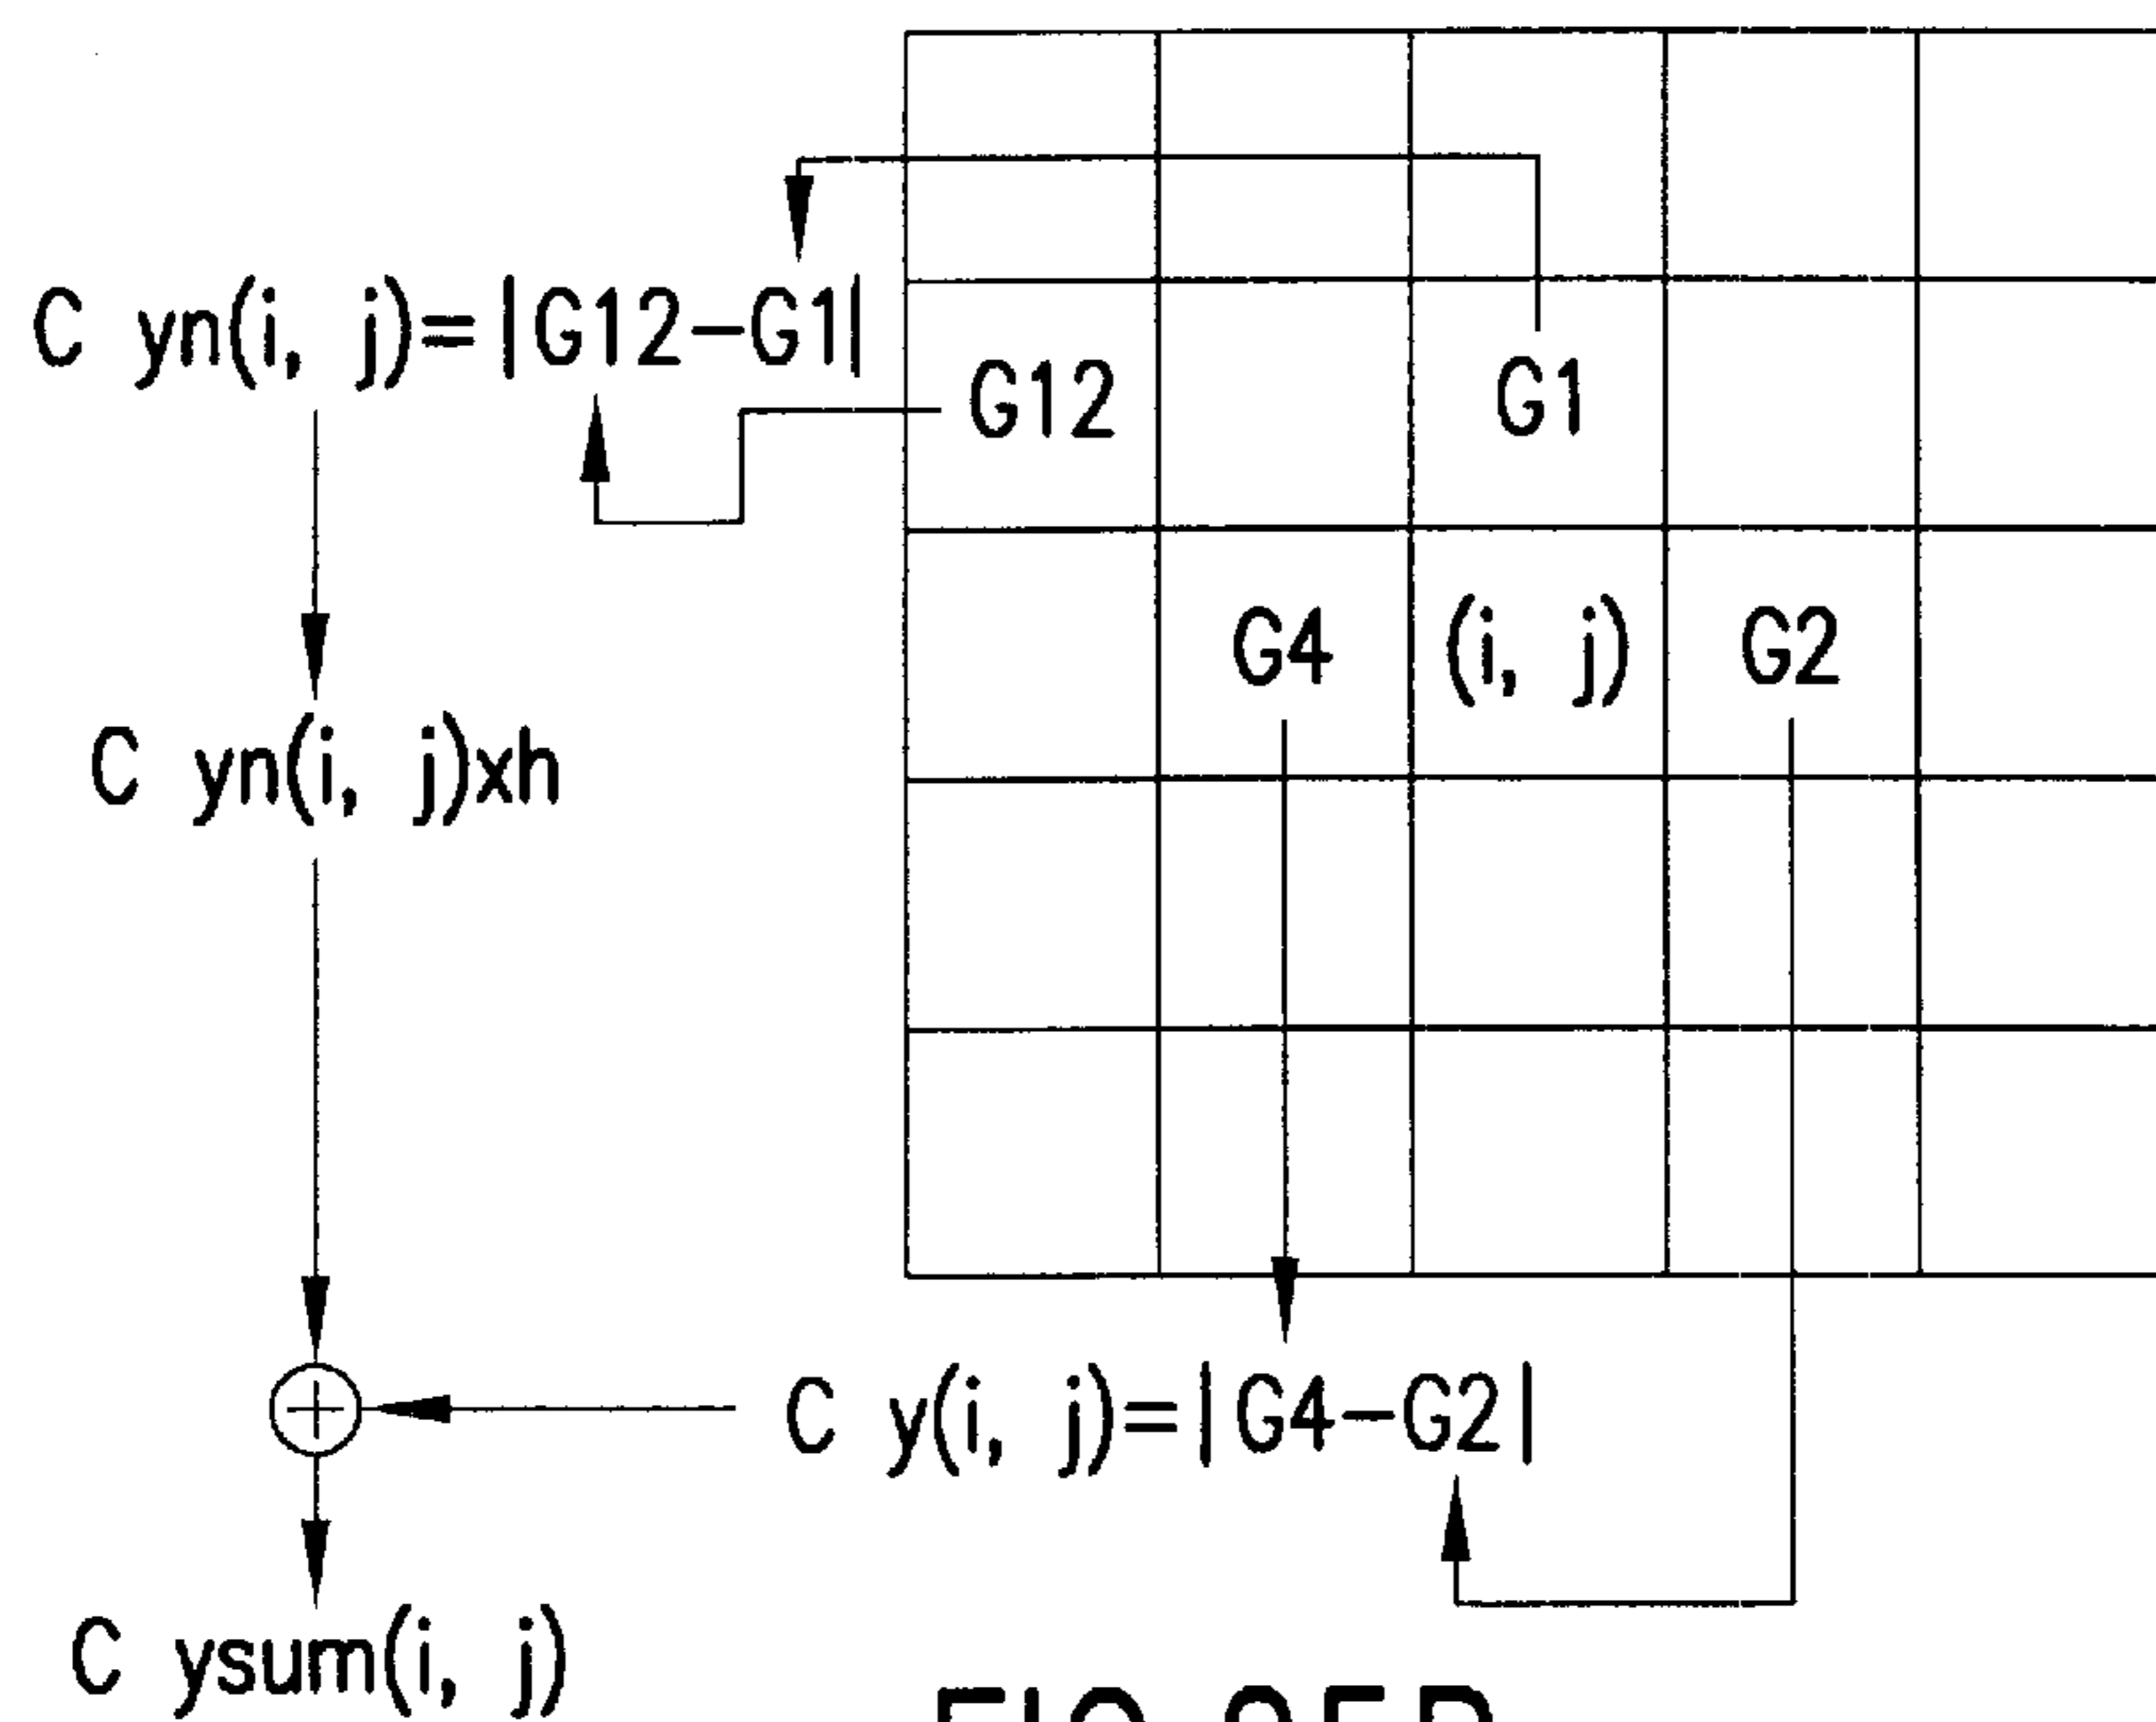 C yn(i, j)=|G12-G1|
G12
G1
G4
(i, j)
G2
C yn(i, j)xh
C y(i, j)=|G4-G2|
C ysum(i, j)